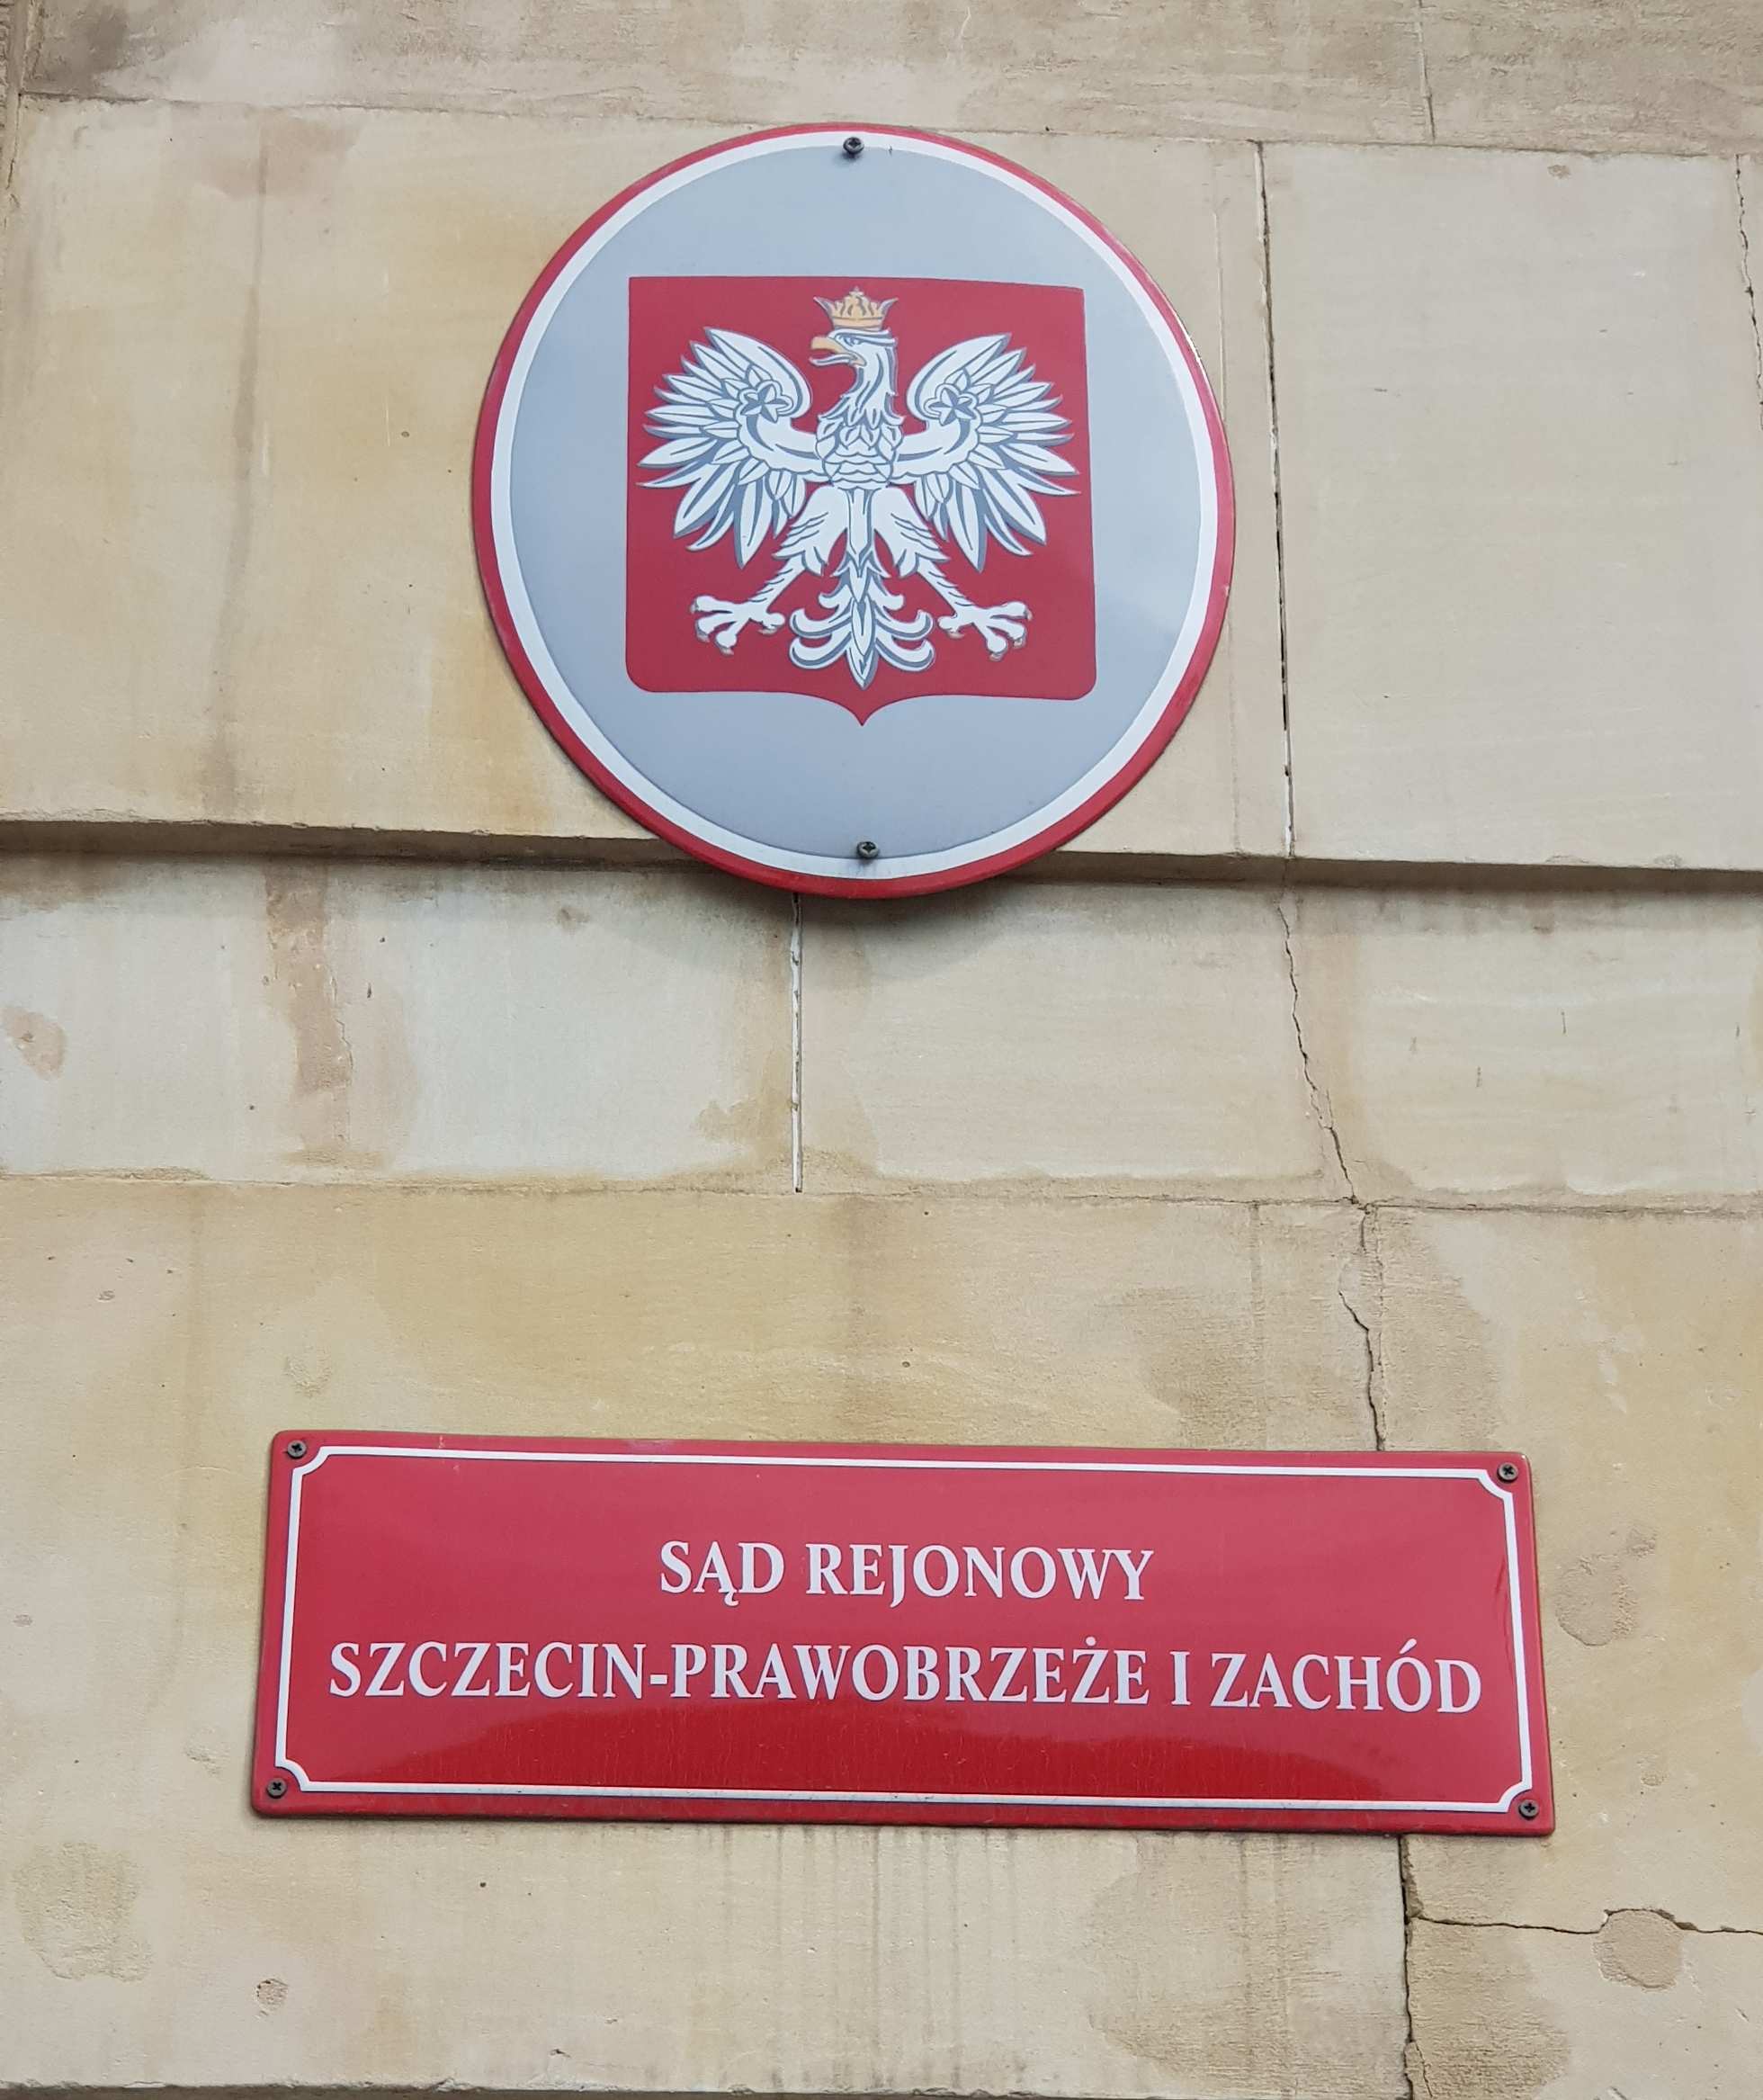 SĄD REJONOWY
SZCZECIN-PRAWOBRZEŻE I ZACHÓD